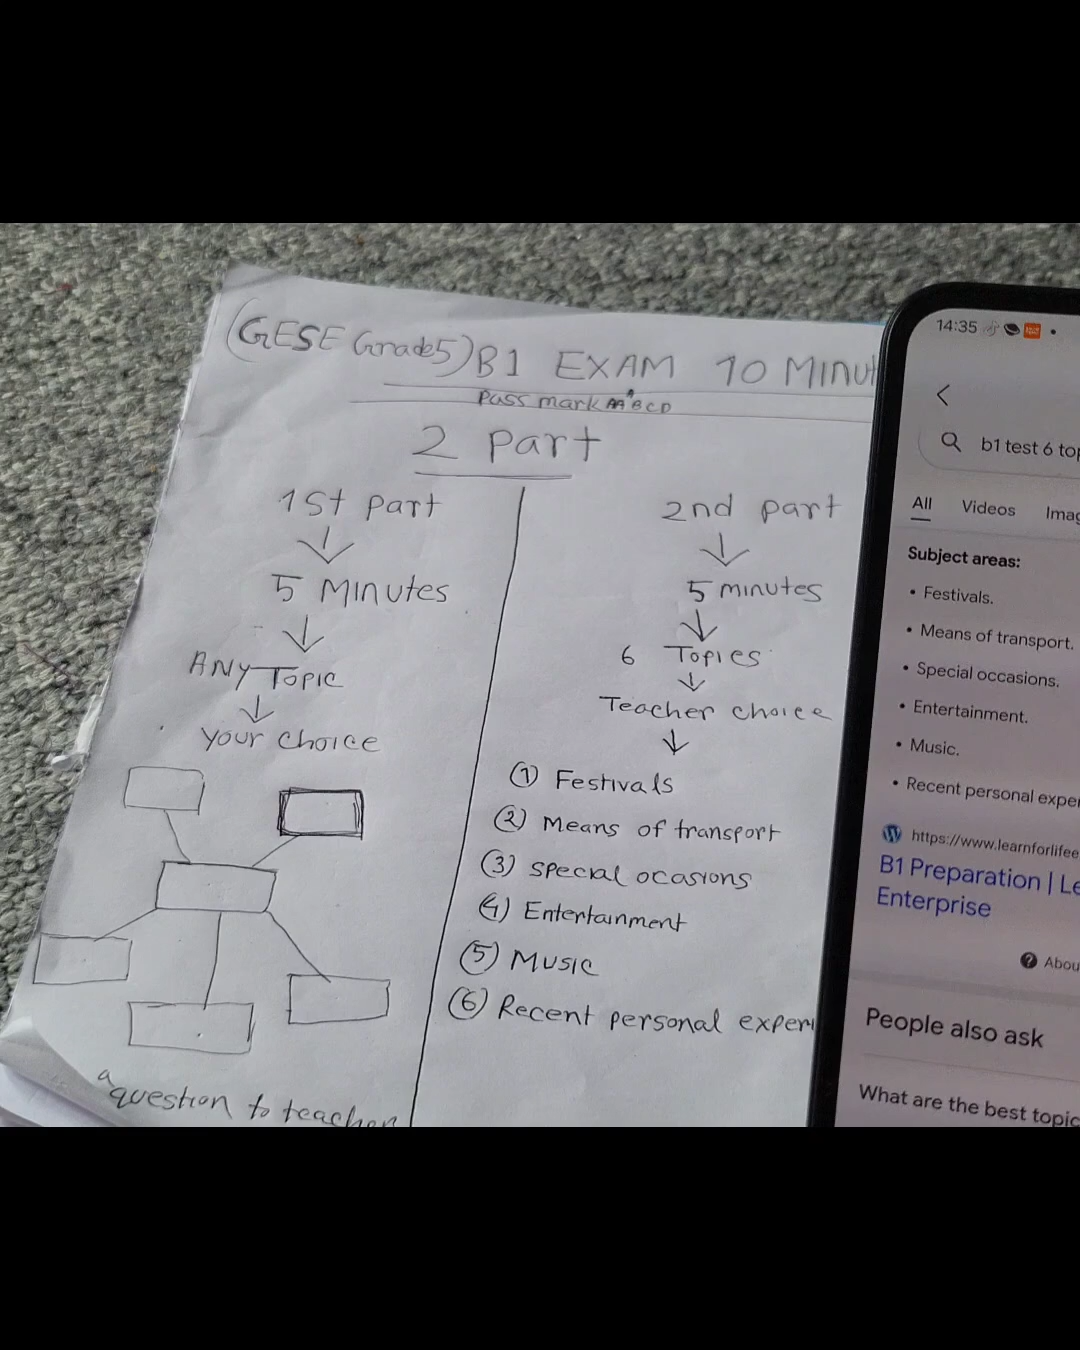 (GESE Grade5) B1 EXAM 10 MINUT
Pass mark A B C D
2 part
1st part
5 MINUTES
ANY TOPIC
your choice
a question to teacher
2nd part
5 minutes
6 Topics
Teacher choice
① Festivals
② Means of transport
③ special ocasions
④ Entertainment
⑤ Music
⑥ Recent personal experi
14:35
b1 test 6 top
All Videos Imag
Subject areas:
• Festivals.
• Means of transport.
• Special occasions.
• Entertainment.
• Music.
• Recent personal exper
https://www.learnforlifee
B1 Preparation | Le
Enterprise
Abou
People also ask
What are the best topic